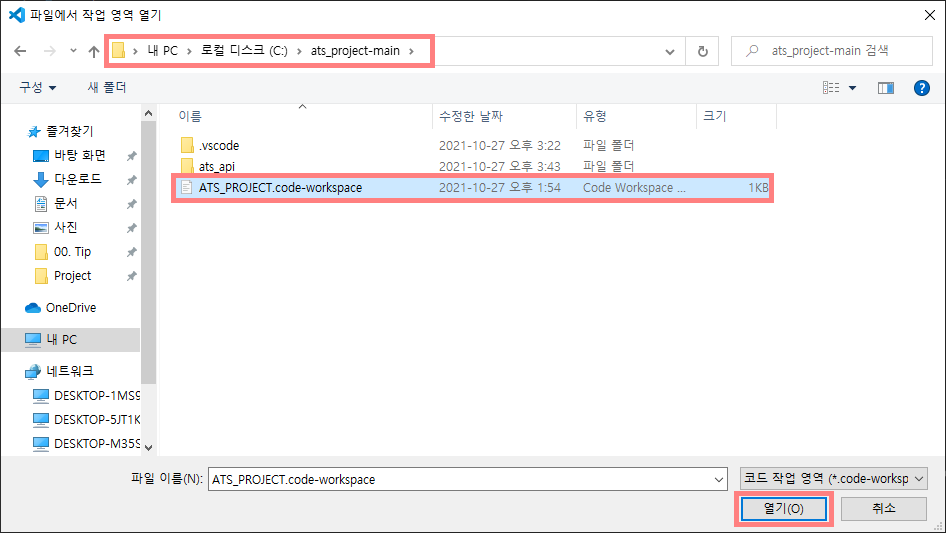 파일에서 작업 영역 열기
내 PC > 로컬 디스크 (C:) > ats_project-main >
ats_project-main 검색
구성 새 폴더
이름 수정한 날짜 유형 크기
즐겨찾기
바탕 화면
다운로드
문서
사진
00. Tip
Project
OneDrive
내 PC
네트워크
DESKTOP-1MS9
DESKTOP-5JT1K
DESKTOP-M35S
.vscode 2021-10-27 오후 3:22 파일 폴더
ats_api 2021-10-27 오후 3:43 파일 폴더
ATS_PROJECT.code-workspace 2021-10-27 오후 1:54 Code Workspace ... 1KB
파일 이름(N): ATS_PROJECT.code-workspace
코드 작업 영역 (*.code-worksp
열기(O) 취소